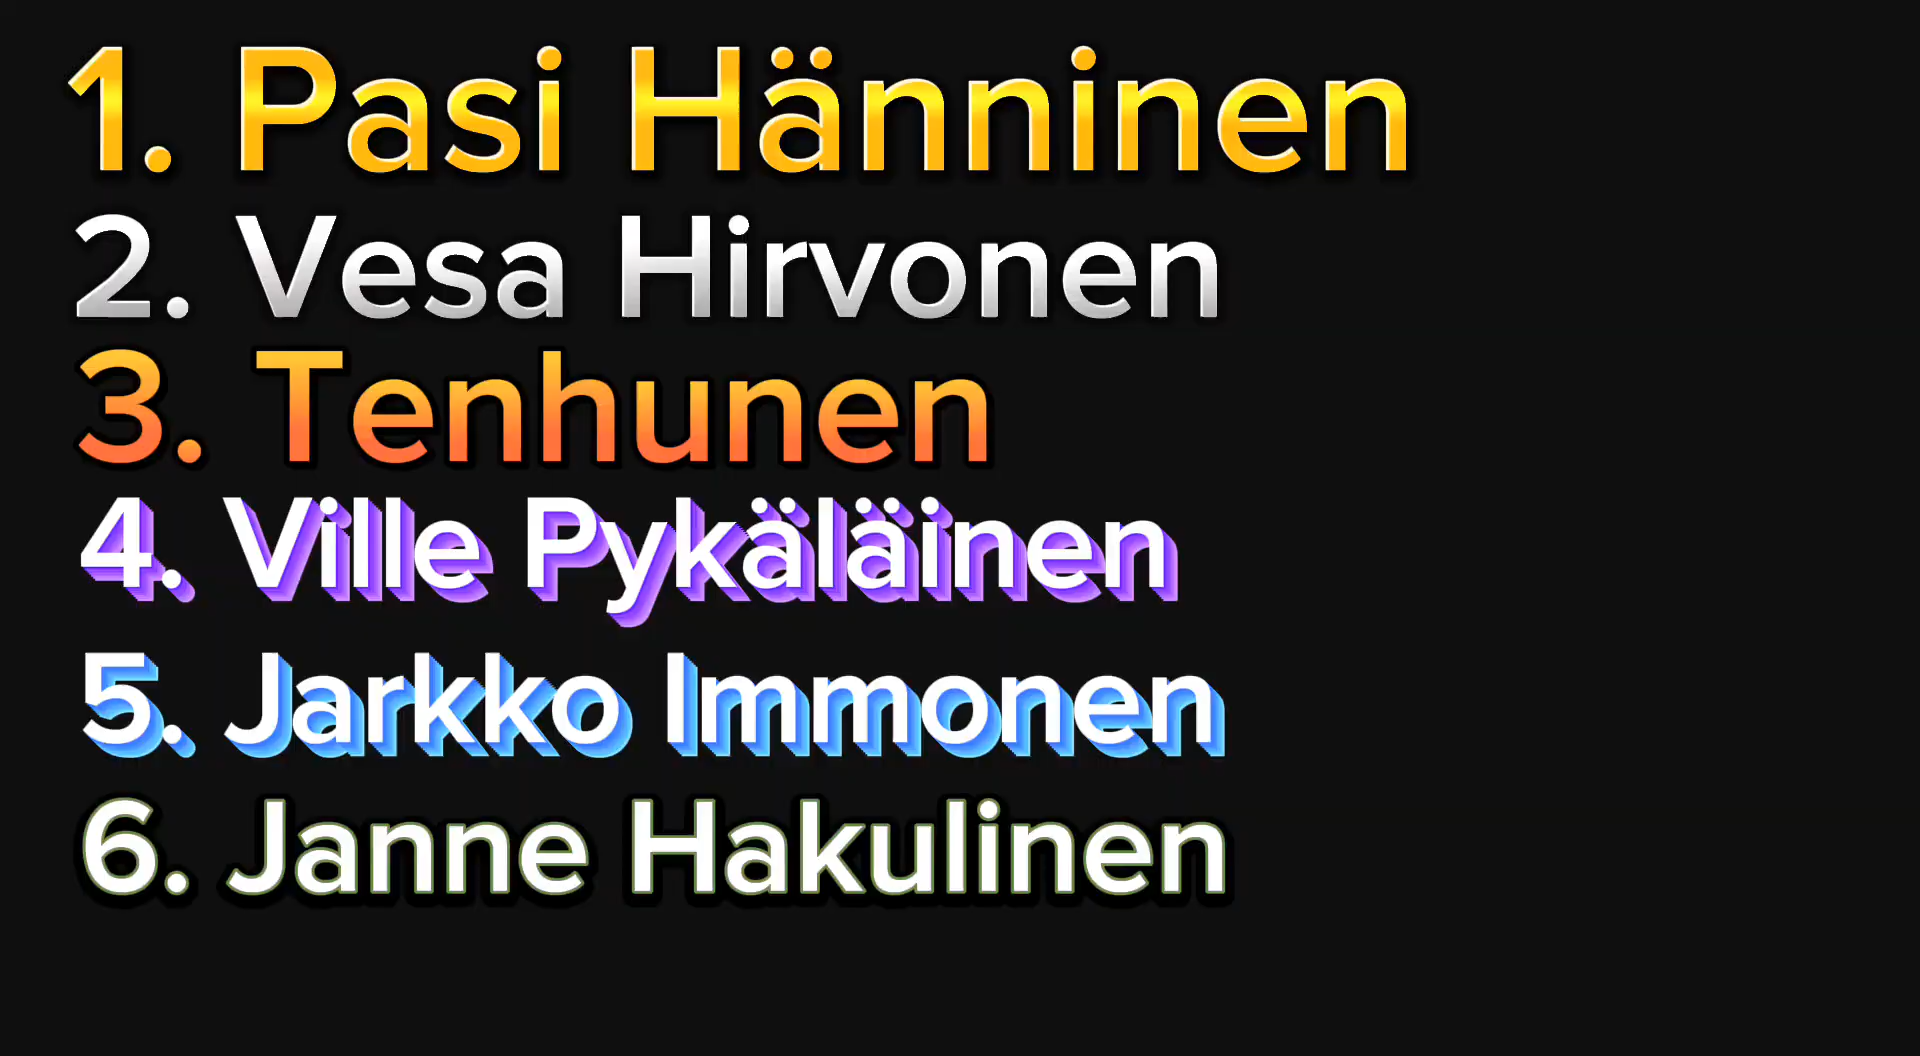 1. Pasi Hänninen
2. Vesa Hirvonen
3. Tenhunen
4. Ville Pykäläinen
5. Jarkko Immonen
6. Janne Hakulinen